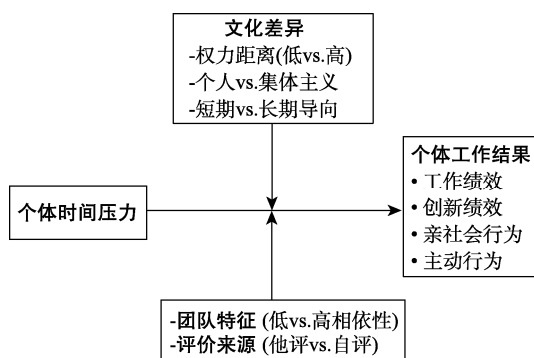 文化差异
-权力距离(低vs.高)
-个人vs.集体主义
-短期vs.长期导向
个体时间压力
个体工作结果
• 工作绩效
• 创新绩效
• 亲社会行为
• 主动行为
-团队特征 (低vs.高相依性)
-评价来源 (他评vs.自评)